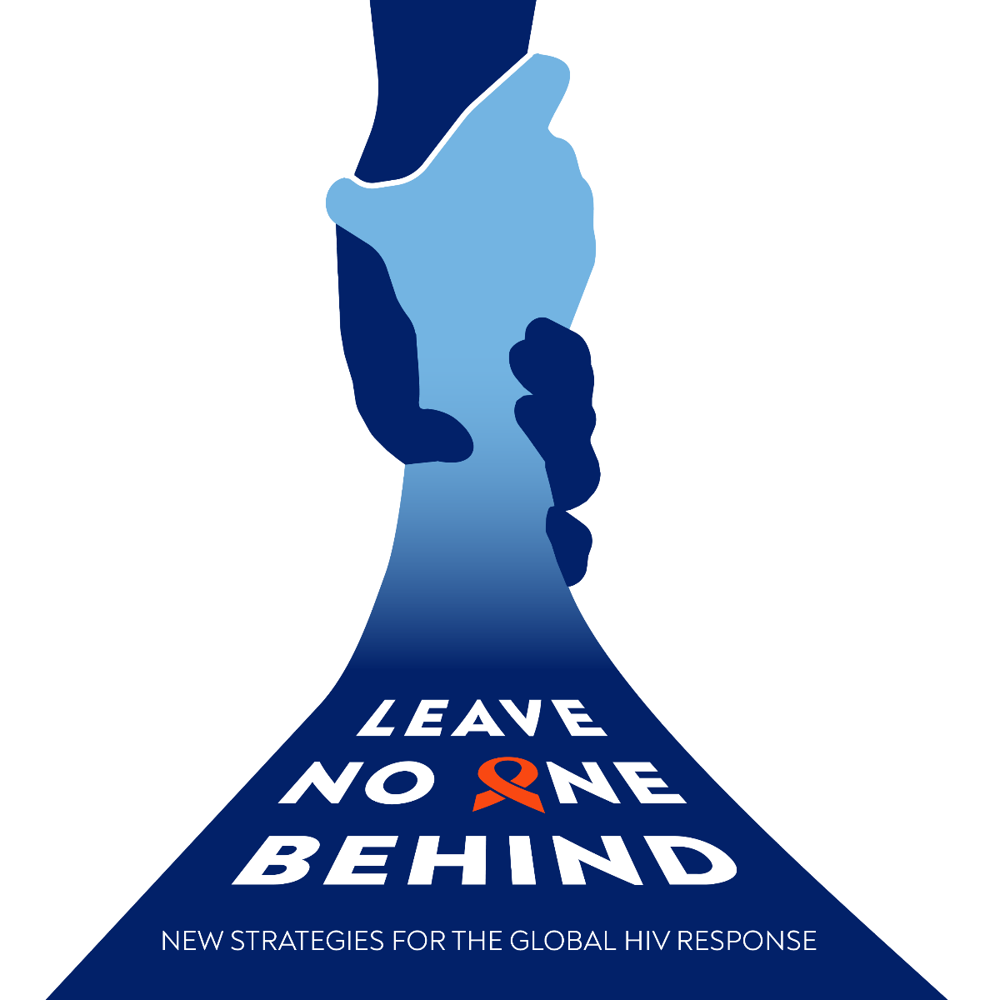 LEAVE
NO ONE
BEHIND
NEW STRATEGIES FOR THE GLOBAL HIV RESPONSE